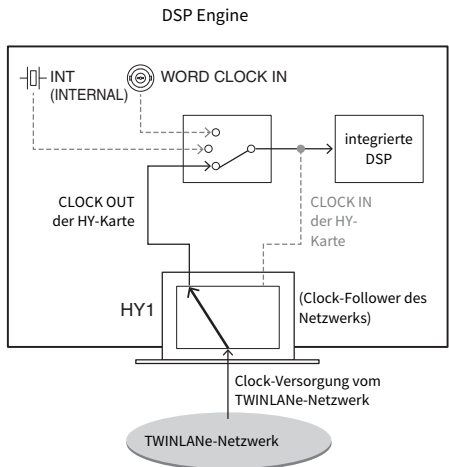 DSP Engine
INT
(INTERNAL)
WORD CLOCK IN
integrierte
DSP
CLOCK OUT
der HY-Karte
CLOCK IN
der HY-
Karte
HY1
(Clock-Follower des
Netzwerks)
Clock-Versorgung vom
TWINLANe-Netzwerk
TWINLANe-Netzwerk